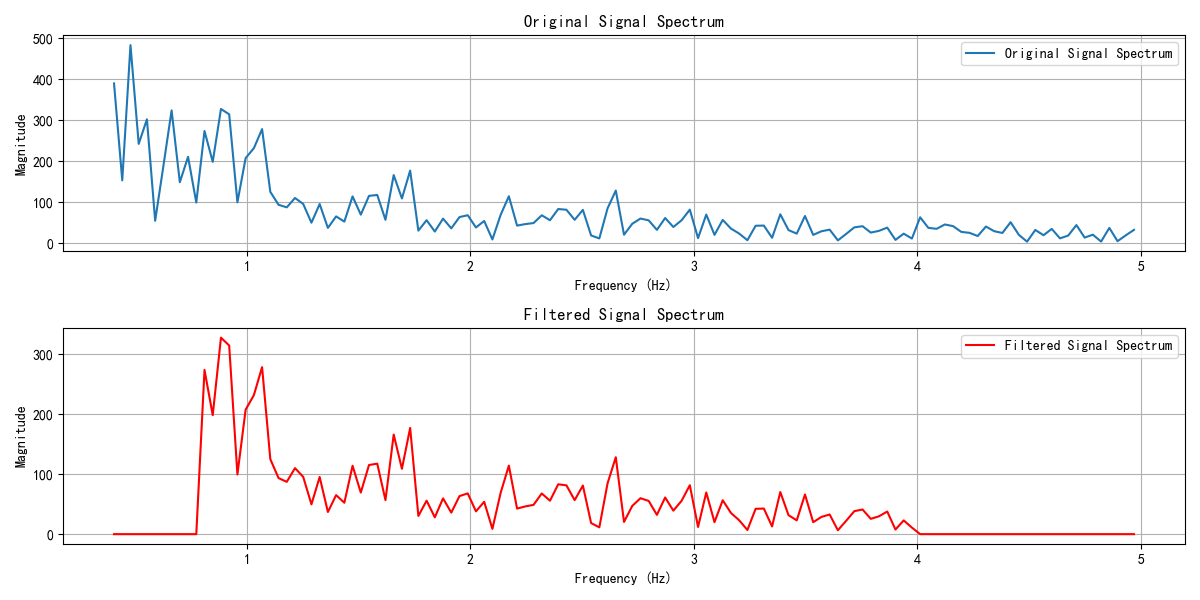 Original Signal Spectrum
500
400
300
200
100
0
Magnitude
Original Signal Spectrum
1
2
3
4
5
Frequency (Hz)
Filtered Signal Spectrum
300
200
100
0
Magnitude
Filtered Signal Spectrum
1
2
3
4
5
Frequency (Hz)